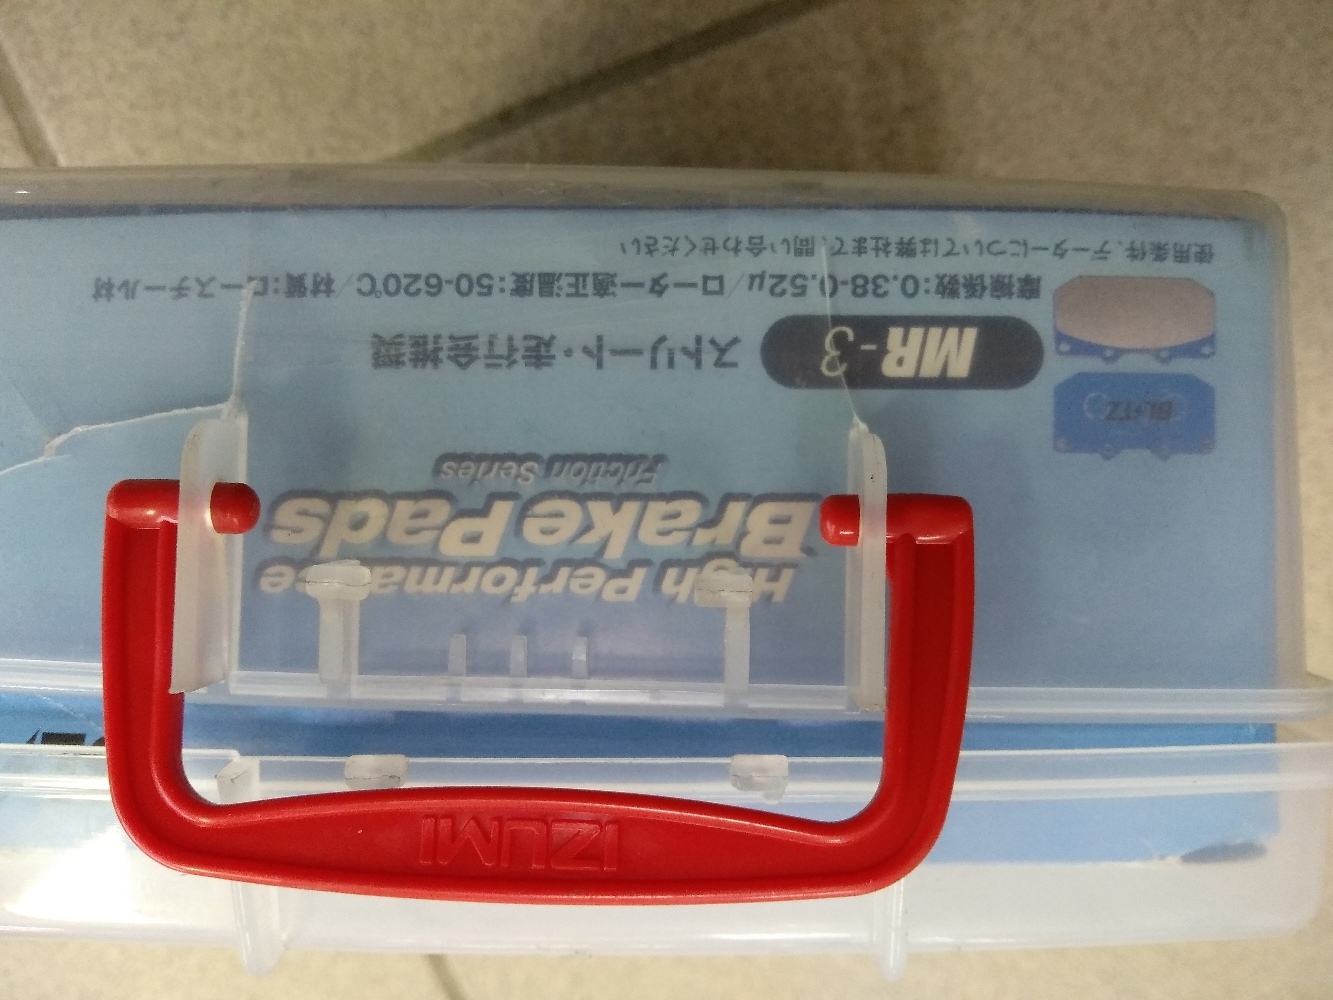 High Performance
Brake Pads
Friction Series
MR-3 ストリート・走行会推奨
摩擦係数:0.38-0.52μ/ローター適正温度:50-620℃/材質:ロースチール材
使用条件、データーについては弊社まで、問い合わせください
BLITZ
IZUMI